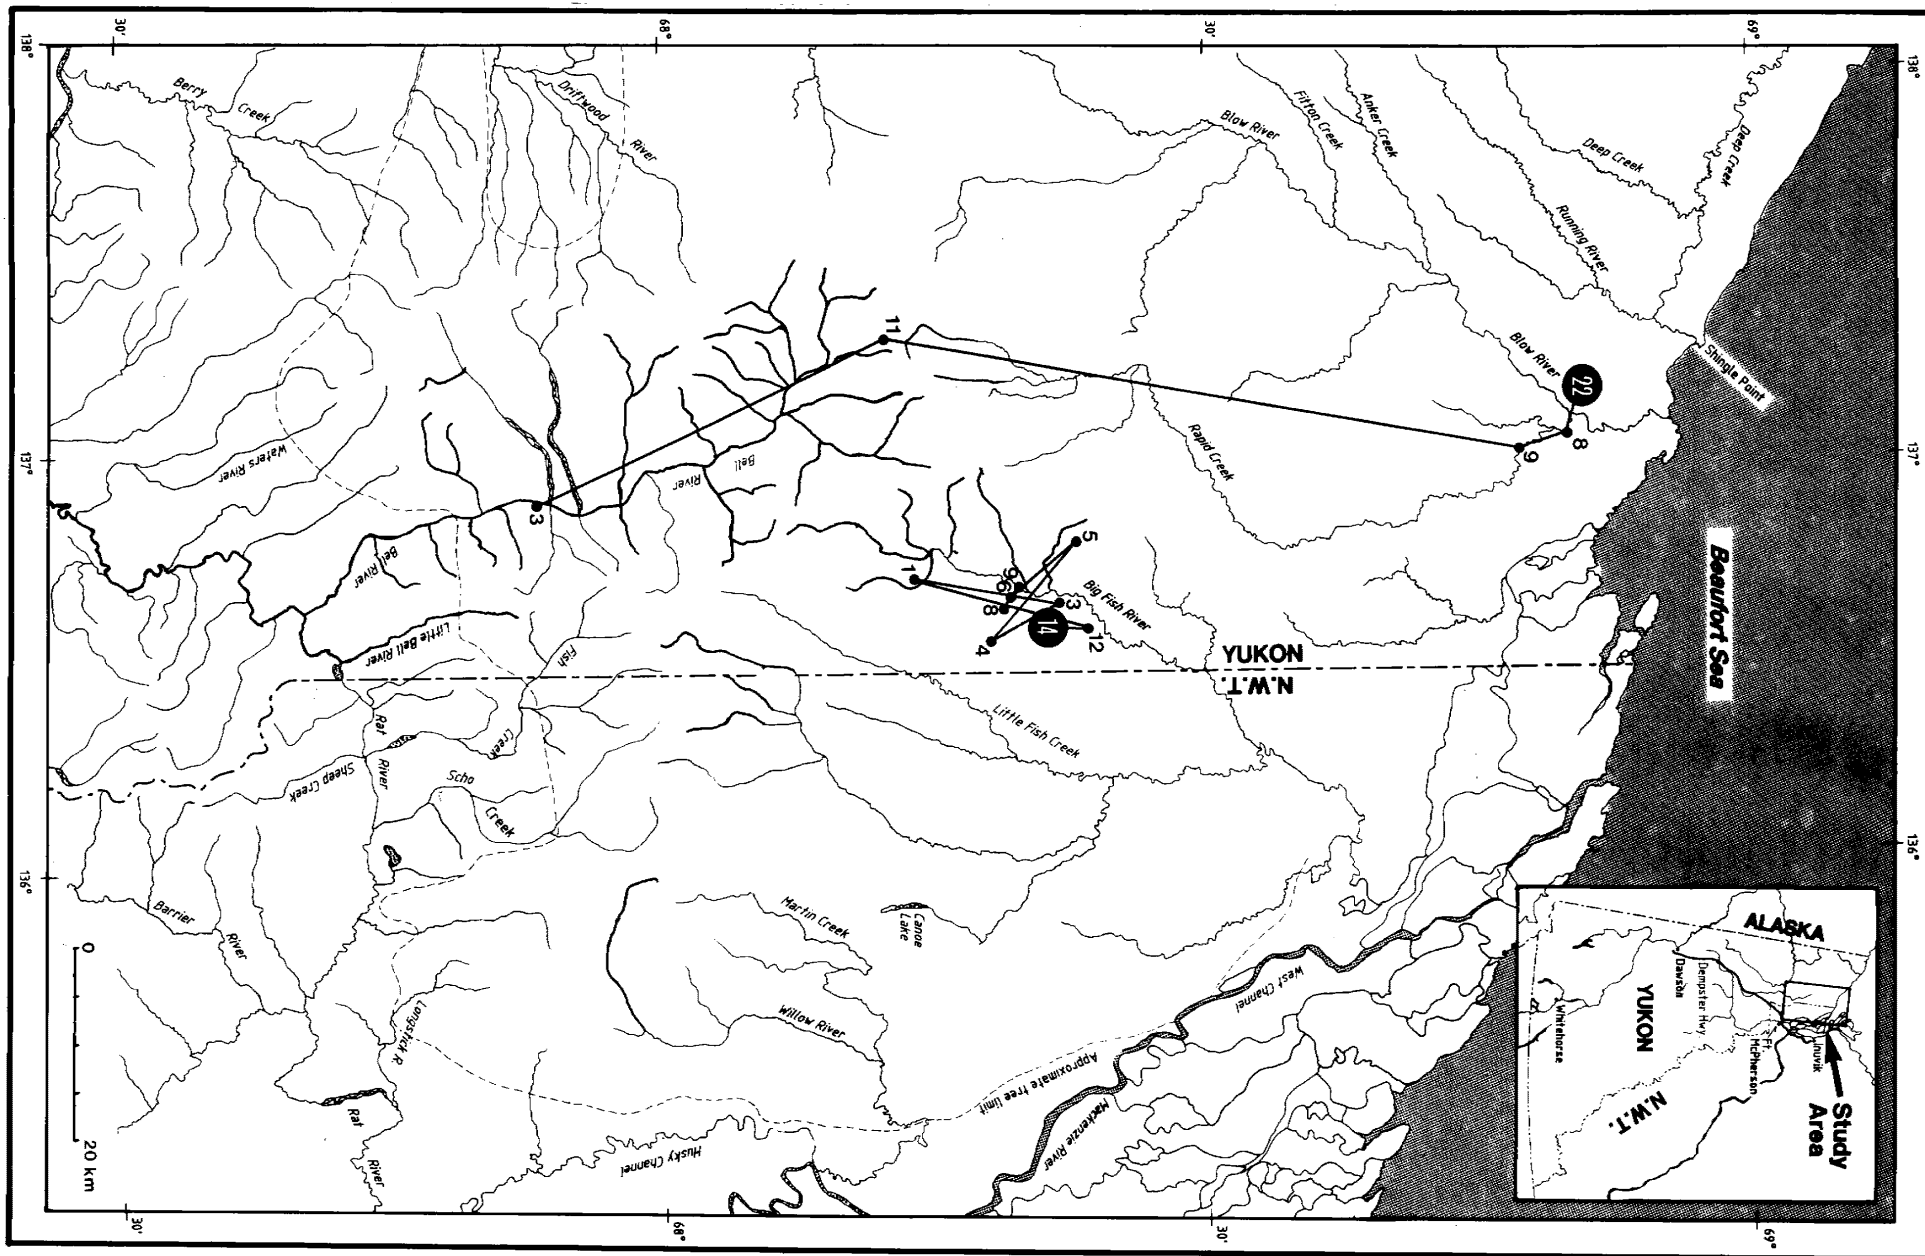 30'
68°
30'
69°
138°
138°
Berry
Creek
Driftwood
River
Blow River
Fitton Creek
Anker Creek
Deep Creek
Deep Creek
Running River
Shingle Point
Blow River
22
8
9
11
3
Rapid Creek
Waters River
Bell
River
137°
137°
Beaufort Sea
5
1
9
6
8
3
14
12
4
Big Fish River
Bell
River
Little Bell River
Fish
Creek
YUKON
N.W.T.
Little Fish Creek
Rat
River
Sheep Creek
Scho
Creek
136°
136°
Barrier
River
Martin Creek
Canoe
Lake
Willow River
West Channel
Longstick R.
Approximate tree limit
Mackenzie River
Husky Channel
Rat
River
0
20 km
ALASKA
Dawson
Dempster Hwy.
YUKON
Whitehorse
Ft.
McPherson
Inuvik
N.W.T.
Study
Area
30'
68°
30'
69°